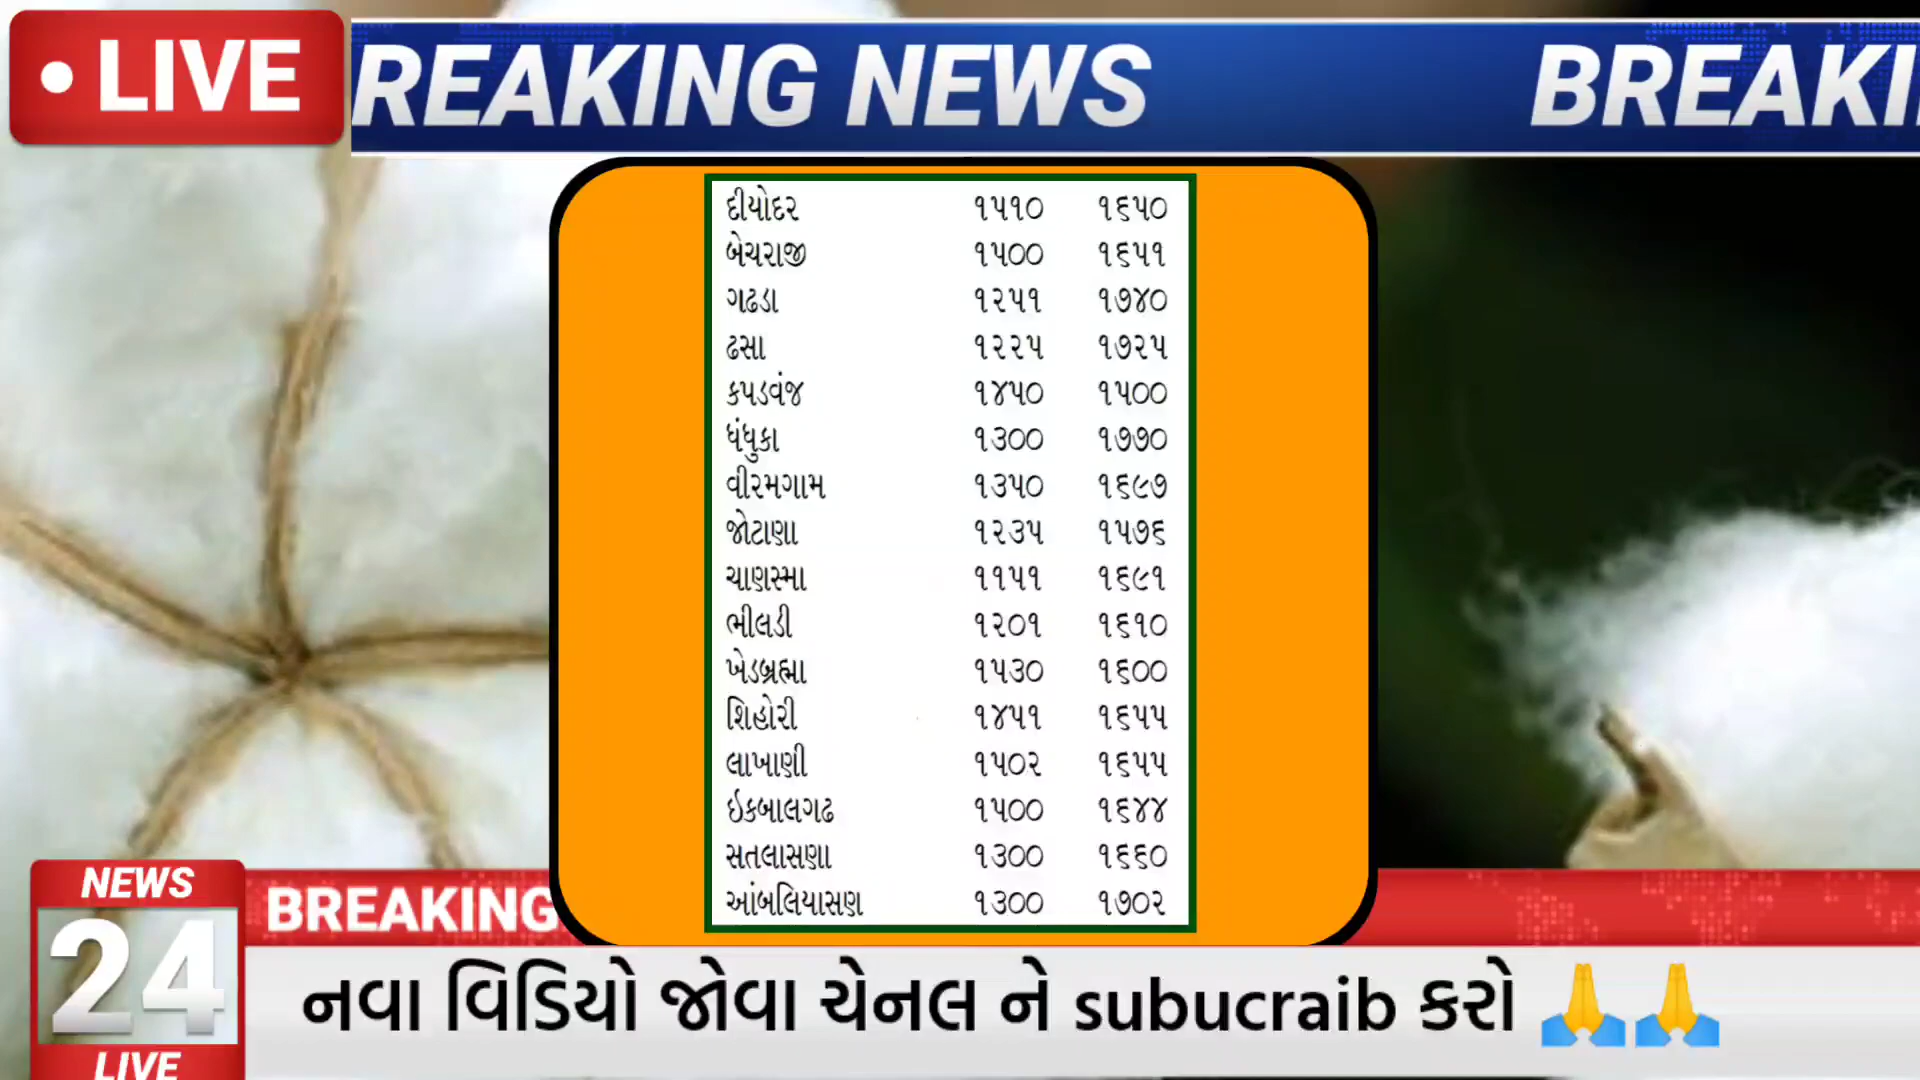 LIVE
REAKING NEWS BREAKI
દીયોદર ૧૫૧૦ ૧૬૫૦
બેચરાજી ૧૫૦૦ ૧૬૫૧
ગઢડા ૧૨૫૧ ૧૭૪૦
ઢસા ૧૨૨૫ ૧૭૨૫
કપડવંજ ૧૪૫૦ ૧૫૦૦
ધંધુકા ૧૩૦૦ ૧૭૭૦
વીરમગામ ૧૩૫૦ ૧૬૯૭
જોટાણા ૧૨૩૫ ૧૫૭૬
ચાણસ્મા ૧૧૫૧ ૧૬૯૧
ભીલડી ૧૨૦૧ ૧૬૧૦
ખેડબ્રહ્મા ૧૫૩૦ ૧૬૦૦
શિહોરી ૧૪૫૧ ૧૬૫૫
લાખાણી ૧૫૦૨ ૧૬૫૫
ઇકબાલગઢ ૧૫૦૦ ૧૬૪૪
સતલાસણા ૧૩૦૦ ૧૬૬૦
આંબલિયાસણ ૧૩૦૦ ૧૭૦૨
NEWS
24
LIVE
BREAKING
નવા વિડિયો જોવા ચેનલ ને subucraib કરો 🙏🙏